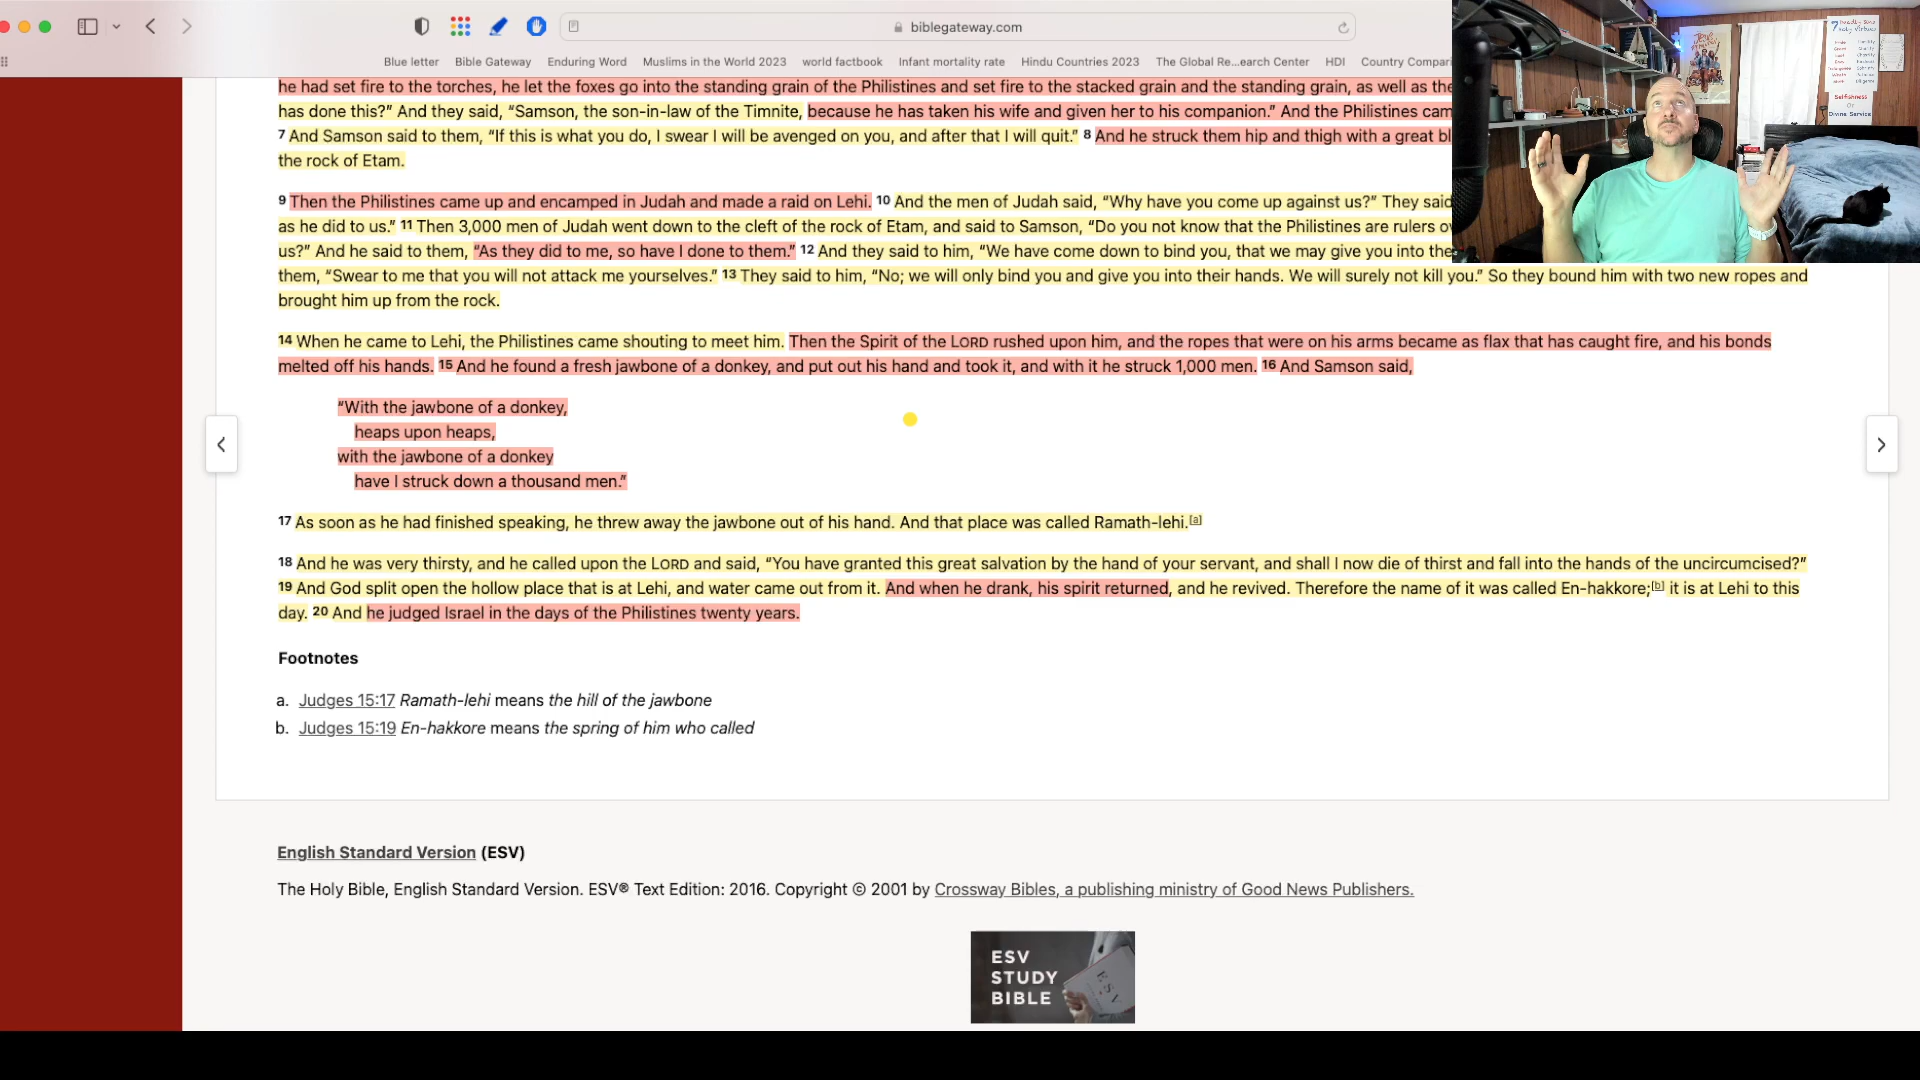 biblegateway.com
Blue letter Bible Gateway Enduring Word Muslims in the World 2023 world factbook Infant mortality rate Hindu Countries 2023 The Global Re...earch Center HDI Country Compari
he had set fire to the torches, he let the foxes go into the standing grain of the Philistines and set fire to the stacked grain and the standing grain, as well as the
has done this?” And they said, “Samson, the son-in-law of the Timnite, because he has taken his wife and given her to his companion.” And the Philistines cam
7 And Samson said to them, “If this is what you do, I swear I will be avenged on you, and after that I will quit.” 8 And he struck them hip and thigh with a great bl
the rock of Etam.
9 Then the Philistines came up and encamped in Judah and made a raid on Lehi. 10 And the men of Judah said, “Why have you come up against us?” They said
as he did to us.” 11 Then 3,000 men of Judah went down to the cleft of the rock of Etam, and said to Samson, “Do you not know that the Philistines are rulers ov
us?” And he said to them, “As they did to me, so have I done to them.” 12 And they said to him, “We have come down to bind you, that we may give you into the
them, “Swear to me that you will not attack me yourselves.” 13 They said to him, “No; we will only bind you and give you into their hands. We will surely not kill you.” So they bound him with two new ropes and
brought him up from the rock.
14 When he came to Lehi, the Philistines came shouting to meet him. Then the Spirit of the LORD rushed upon him, and the ropes that were on his arms became as flax that has caught fire, and his bonds
melted off his hands. 15 And he found a fresh jawbone of a donkey, and put out his hand and took it, and with it he struck 1,000 men. 16 And Samson said,
“With the jawbone of a donkey,
heaps upon heaps,
with the jawbone of a donkey
have I struck down a thousand men.”
17 As soon as he had finished speaking, he threw away the jawbone out of his hand. And that place was called Ramath-lehi.[a]
18 And he was very thirsty, and he called upon the LORD and said, “You have granted this great salvation by the hand of your servant, and shall I now die of thirst and fall into the hands of the uncircumcised?”
19 And God split open the hollow place that is at Lehi, and water came out from it. And when he drank, his spirit returned, and he revived. Therefore the name of it was called En-hakkore;[b] it is at Lehi to this
day. 20 And he judged Israel in the days of the Philistines twenty years.
Footnotes
a. Judges 15:17 Ramath-lehi means the hill of the jawbone
b. Judges 15:19 En-hakkore means the spring of him who called
English Standard Version (ESV)
The Holy Bible, English Standard Version. ESV® Text Edition: 2016. Copyright © 2001 by Crossway Bibles, a publishing ministry of Good News Publishers.
ESV
STUDY
BIBLE
7 Deadly Sins
Holy Virtues
Selfishness
Or
Divine Service